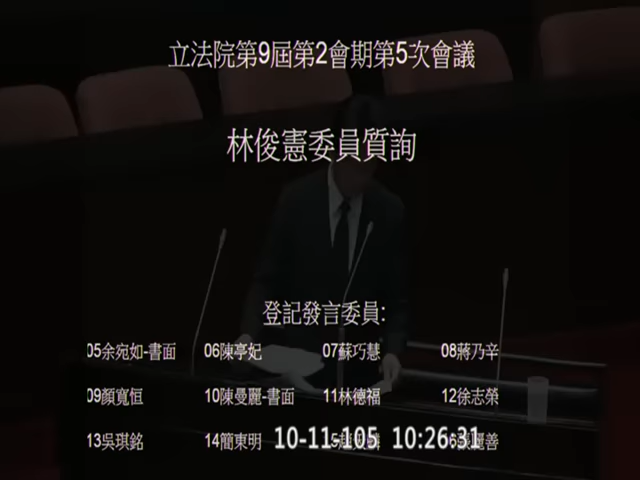 立法院第9屆第2會期第5次會議
林俊憲委員質詢
登記發言委員:
05余宛如-書面 06陳亭妃 07蘇巧慧 08蔣乃辛
09顏寬恒 10陳曼麗-書面 11林德福 12徐志榮
13吳琪銘 14簡東明 10-11-105 10:26:31 善